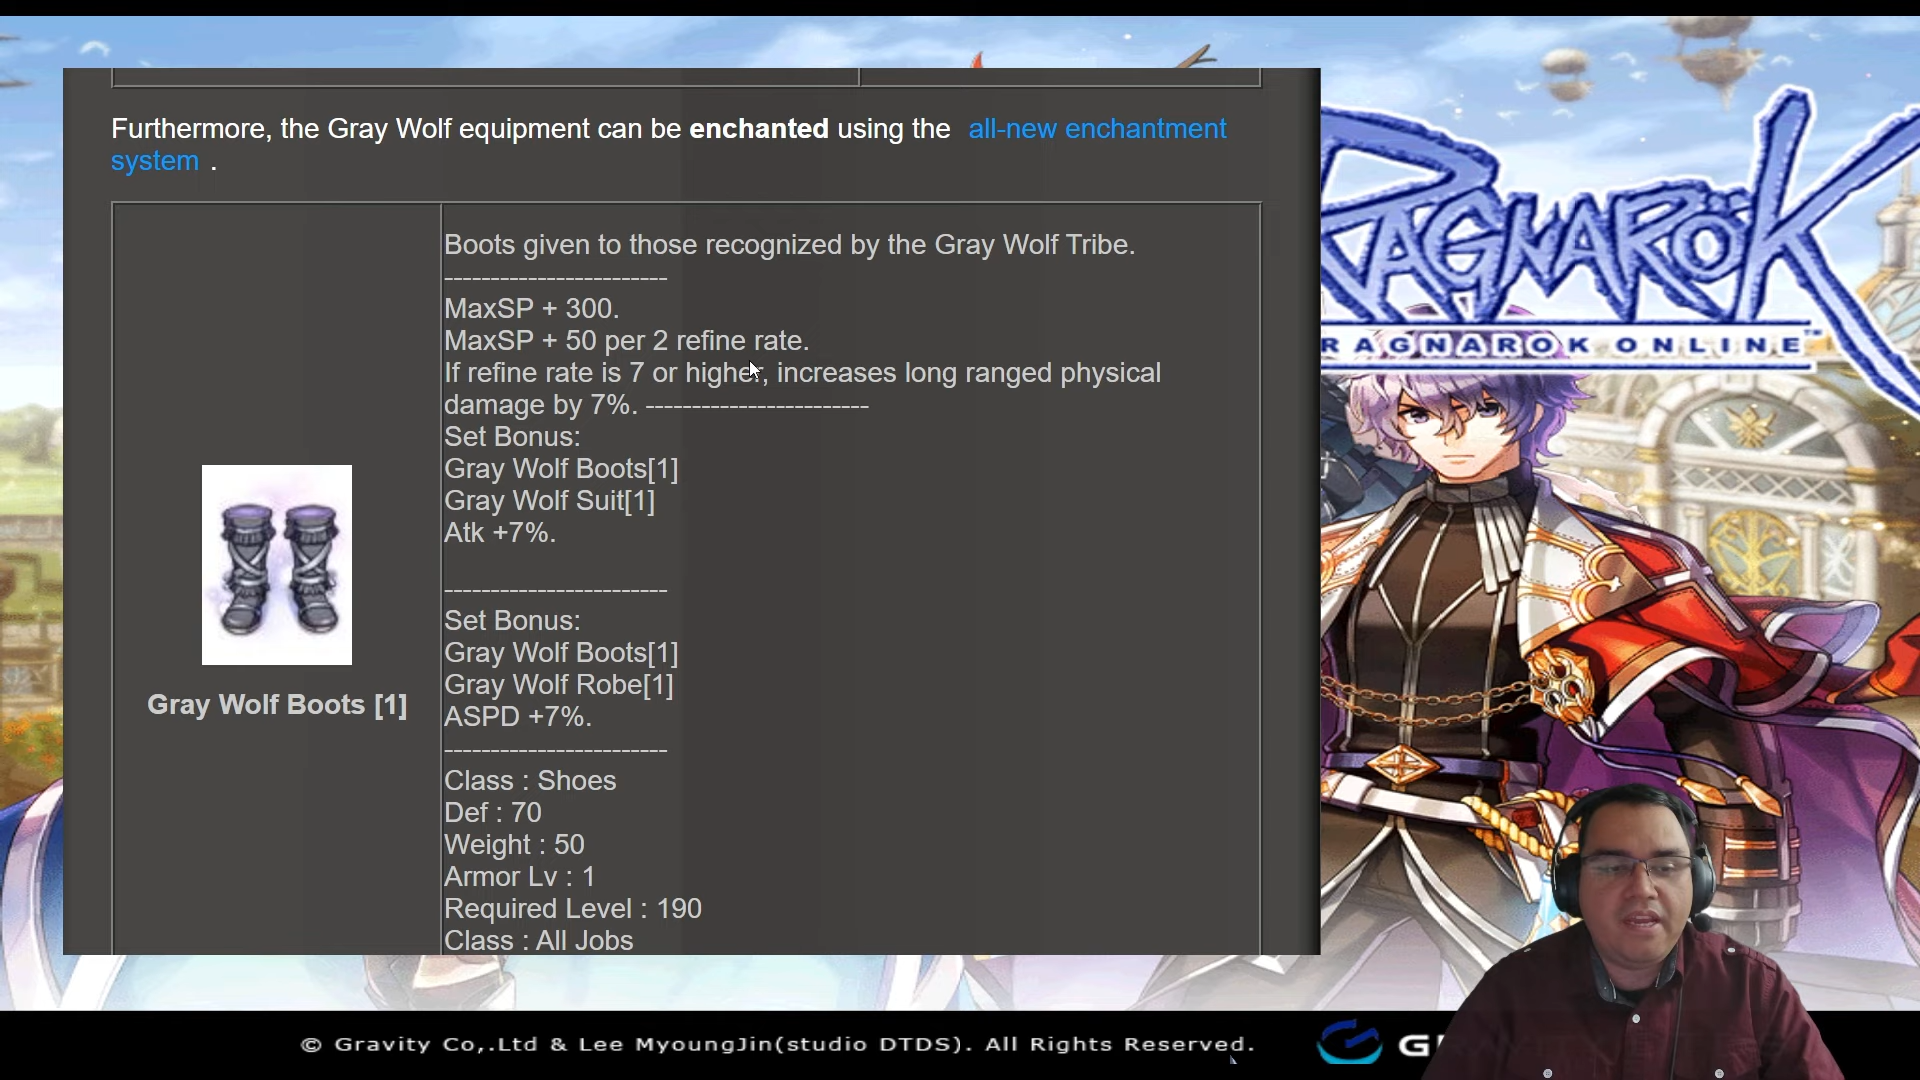 Furthermore, the Gray Wolf equipment can be enchanted using the all-new enchantment
system .
Boots given to those recognized by the Gray Wolf Tribe.
------------------------
MaxSP + 300.
MaxSP + 50 per 2 refine rate.
If refine rate is 7 or higher, increases long ranged physical
damage by 7%. ------------------------
Set Bonus:
Gray Wolf Boots[1]
Gray Wolf Suit[1]
Atk +7%.
------------------------
Set Bonus:
Gray Wolf Boots[1]
Gray Wolf Robe[1]
ASPD +7%.
------------------------
Class : Shoes
Def : 70
Weight : 50
Armor Lv : 1
Required Level : 190
Class : All Jobs
Gray Wolf Boots [1]
RAGNARÖK
RAGNAROK ONLINE™
© Gravity Co,.Ltd & Lee MyoungJin(studio DTDS). All Rights Reserved.